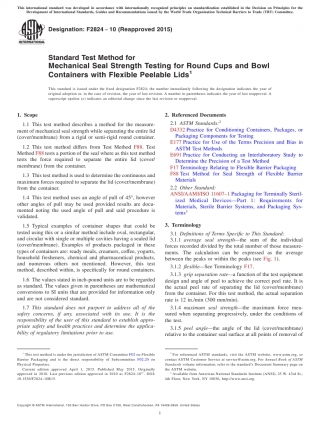 This international standard was developed in accordance with internationally recognized principles on standardization established in the Decision on Principles for the
Development of International Standards, Guides and Recommendations issued by the World Trade Organization Technical Barriers to Trade (TBT) Committee.
Designation: F2824 – 10 (Reapproved 2015)
Standard Test Method for
Mechanical Seal Strength Testing for Round Cups and Bowl
Containers with Flexible Peelable Lids¹
This standard is issued under the fixed designation F2824; the number immediately following the designation indicates the year of
original adoption or, in the case of revision, the year of last revision. A number in parentheses indicates the year of last reapproval. A
superscript epsilon (ε) indicates an editorial change since the last revision or reapproval.
1. Scope
1.1 This test method describes a method for the measure-
ment of mechanical seal strength while separating the entire lid
(cover/membrane) from a rigid or semi-rigid round container.
1.2 This test method differs from Test Method F88. Test
Method F88 tests a portion of the seal where as this test method
tests the force required to separate the entire lid (cover/
membrane) from the container.
1.3 This test method is used to determine the continuous and
maximum forces required to separate the lid (cover/membrane)
from the container.
1.4 This test method uses an angle of pull of 45°, however
other angles of pull may be used provided results are docu-
mented noting the used angle of pull and said procedure is
validated.
1.5 Typical examples of container shapes that could be
tested using this or a similar method include oval, rectangular,
and circular with single or multiple cavities having a sealed lid
(cover/membrane). Examples of products packaged in these
types of containers are: ready meals, creamers, coffee, yogurts,
household fresheners, chemical and pharmaceutical products,
and numerous others not mentioned. However, this test
method, described within, is specifically for round containers.
1.6 The values stated in inch-pound units are to be regarded
as standard. The values given in parentheses are mathematical
conversions to SI units that are provided for information only
and are not considered standard.
1.7 This standard does not purport to address all of the
safety concerns, if any, associated with its use. It is the
responsibility of the user of this standard to establish appro-
priate safety and health practices and determine the applica-
bility of regulatory limitations prior to use.
2. Referenced Documents
2.1 ASTM Standards:²
D4332 Practice for Conditioning Containers, Packages, or
Packaging Components for Testing
E177 Practice for Use of the Terms Precision and Bias in
ASTM Test Methods
E691 Practice for Conducting an Interlaboratory Study to
Determine the Precision of a Test Method
F17 Terminology Relating to Flexible Barrier Packaging
F88 Test Method for Seal Strength of Flexible Barrier
Materials
2.2 Other Standard:
ANSI/AAMI/ISO 11607–1 Packaging for Terminally Steril-
ized Medical Devices—Part 1: Requirements for
Materials, Sterile Barrier Systems, and Packaging Sys-
tems³
3. Terminology
3.1 Definitions of Terms Specific to This Standard:
3.1.1 average seal strength—the sum of the individual
forces recorded divided by the total number of those measure-
ments. The calculation can be expressed as the average
between the peaks or within the peaks (see Fig. 1).
3.1.2 flexible—See Terminology F17.
3.1.3 grip separation rate—a function of the test equipment
design and angle of peel to achieve the correct peel rate. It is
the actual peel rate of separating the lid (cover/membrane)
from the container. For this test method, the actual separation
rate is 12 in./min (300 mm/min).
3.1.4 maximum seal strength—the maximum force mea-
sured when separating progressively, under the conditions of
the test.
3.1.5 peel angle—the angle of the lid (cover/membrane)
relative to the container seal surface at all points of removal of
¹ This test method is under the jurisdiction of ASTM Committee F02 on Flexible
Barrier Packaging and is the direct responsibility of Subcommittee F02.20 on
Physical Properties.
Current edition approved April 1, 2015. Published May 2015. Originally
approved in 2010. Last previous edition approved in 2010 as
² For referenced ASTM standards, visit the ASTM website, www.astm.org, or
contact ASTM Customer Service at service@astm.org. For Annual Book of ASTM
Standards volume information, refer to the standard's Document Summary page on
the ASTM website.
³ Available from American National Standards Institute (ANSI), 25 W. 43rd St.,
4th Floor, New York, NY 10036, http://www.ansi.org.
Copyright © ASTM International, 100 Barr Harbor Drive, PO Box C700, West Conshohocken, PA 19428-2959. United States
1